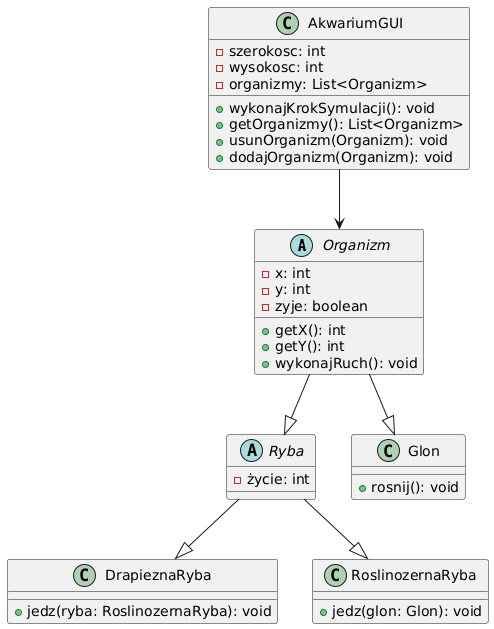 C AkwariumGUI
szerokosc: int
wysokosc: int
organizmy: List<Organizm>
wykonajKrokSymulacji(): void
getOrganizmy(): List<Organizm>
usunOrganizm(Organizm): void
dodajOrganizm(Organizm): void
A Organizm
x: int
y: int
zyje: boolean
getX(): int
getY(): int
wykonajRuch(): void
A Ryba
życie: int
C Glon
rosnij(): void
C DrapieznaRyba
jedz(ryba: RoslinozernaRyba): void
C RoslinozernaRyba
jedz(glon: Glon): void